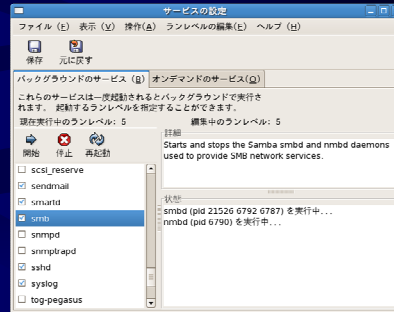 サービスの設定
ファイル (F) 表示 (V) 操作(A) ランレベルの編集(E) ヘルプ (H)
保存 元に戻す
バックグラウンドのサービス (B) オンデマンドのサービス(O)
これらのサービスは一度起動されるとバックグラウンドで実行さ
れます。 起動するランレベルを指定することができます。
現在実行中のランレベル: 5 編集中のランレベル: 5
開始 停止 再起動
詳細
Starts and stops the Samba smbd and nmbd daemons
used to provide SMB network services.
scsi_reserve
sendmail
smartd
smb
snmpd
snmptrapd
sshd
syslog
tog-pegasus
状態
smbd (pid 21526 6792 6787) を実行中...
nmbd (pid 6790) を実行中...